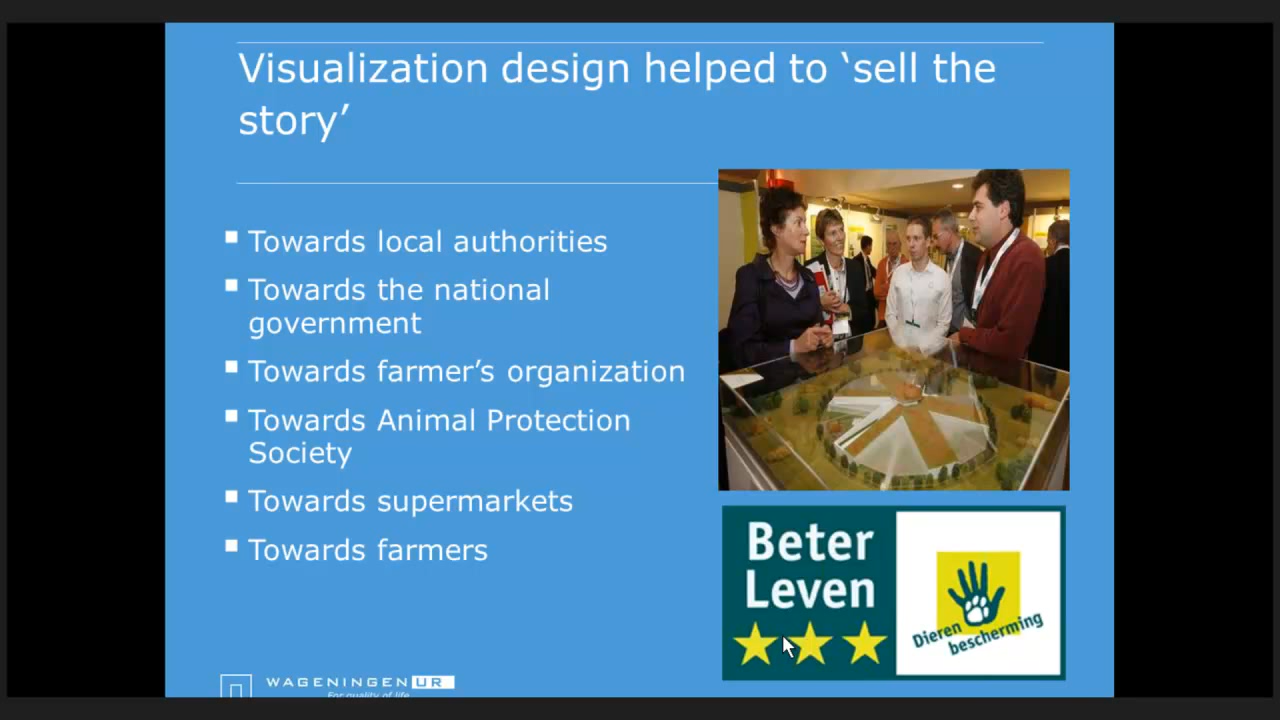 Visualization design helped to ‘sell the
story’
Towards local authorities
Towards the national
government
Towards farmer’s organization
Towards Animal Protection
Society
Towards supermarkets
Towards farmers
Beter
Leven
Dieren
bescherming
WAGENINGEN UR
For quality of life